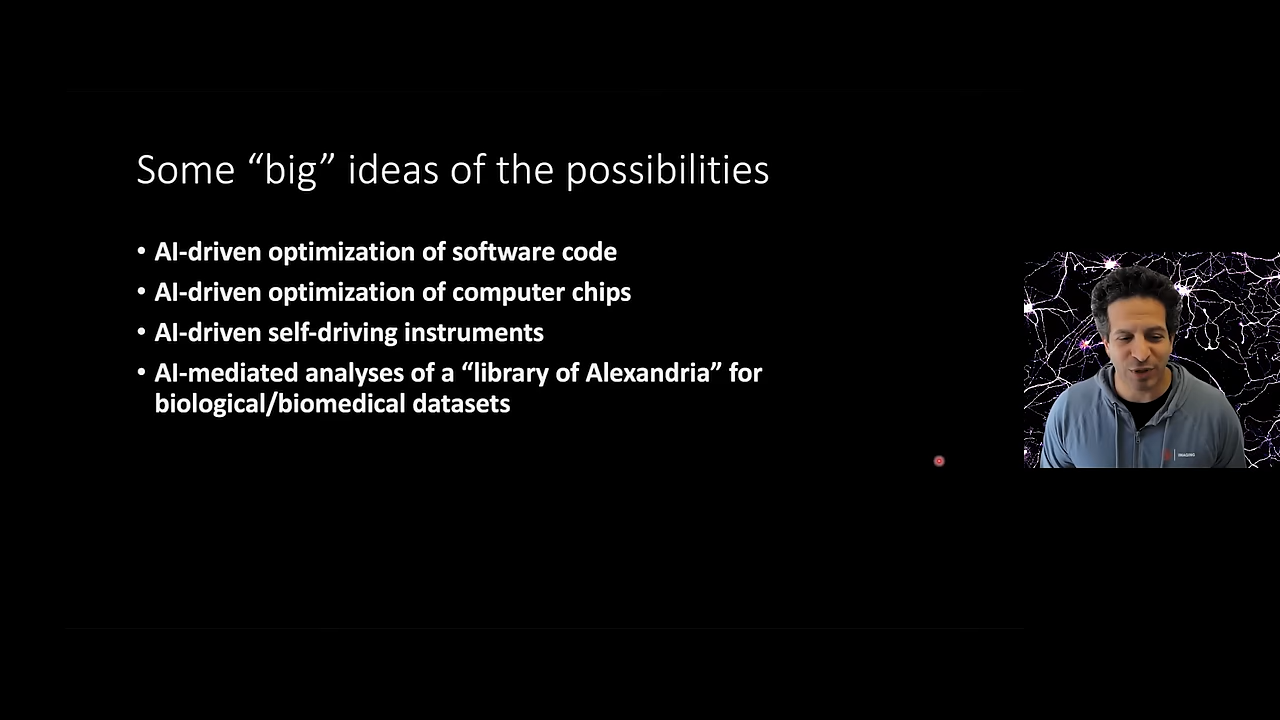 Some “big” ideas of the possibilities
• AI-driven optimization of software code
• AI-driven optimization of computer chips
• AI-driven self-driving instruments
• AI-mediated analyses of a “library of Alexandria” for
biological/biomedical datasets
IMAGING